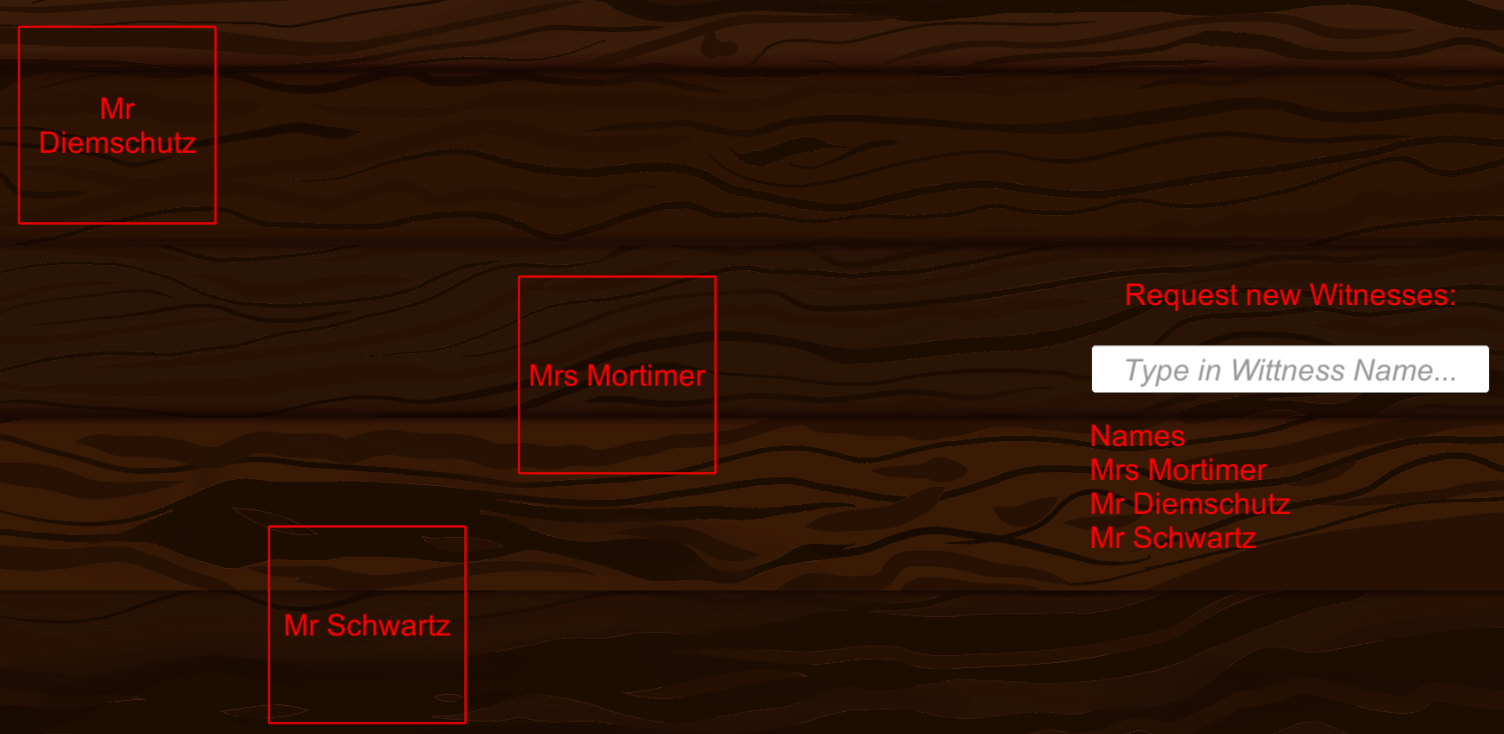 Mr
Diemschutz
Mrs Mortimer
Mr Schwartz
Request new Witnesses:
Type in Wittness Name...
Names
Mrs Mortimer
Mr Diemschutz
Mr Schwartz